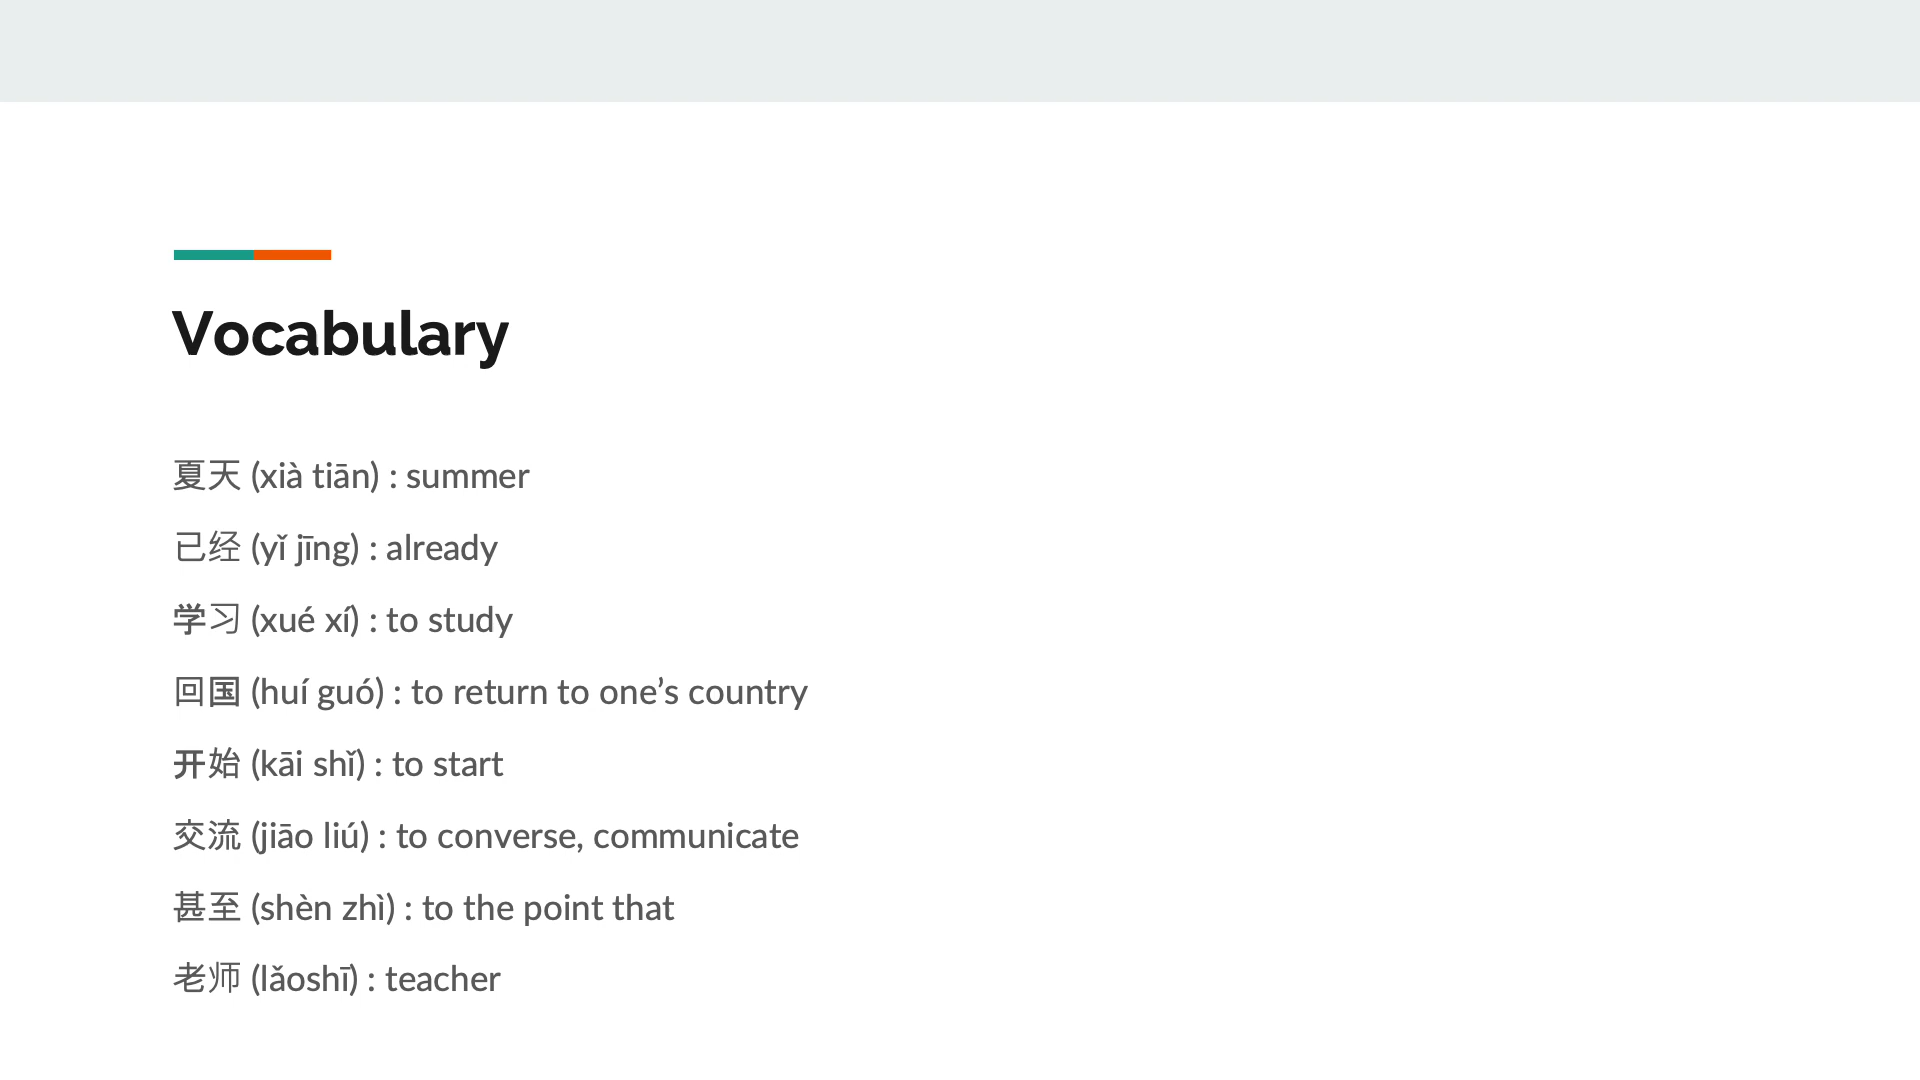 Vocabulary
夏天 (xià tiān) : summer
已经 (yǐ jīng) : already
学习 (xué xí) : to study
回国 (huí guó) : to return to one’s country
开始 (kāi shǐ) : to start
交流 (jiāo liú) : to converse, communicate
甚至 (shèn zhì) : to the point that
老师 (lǎoshī) : teacher